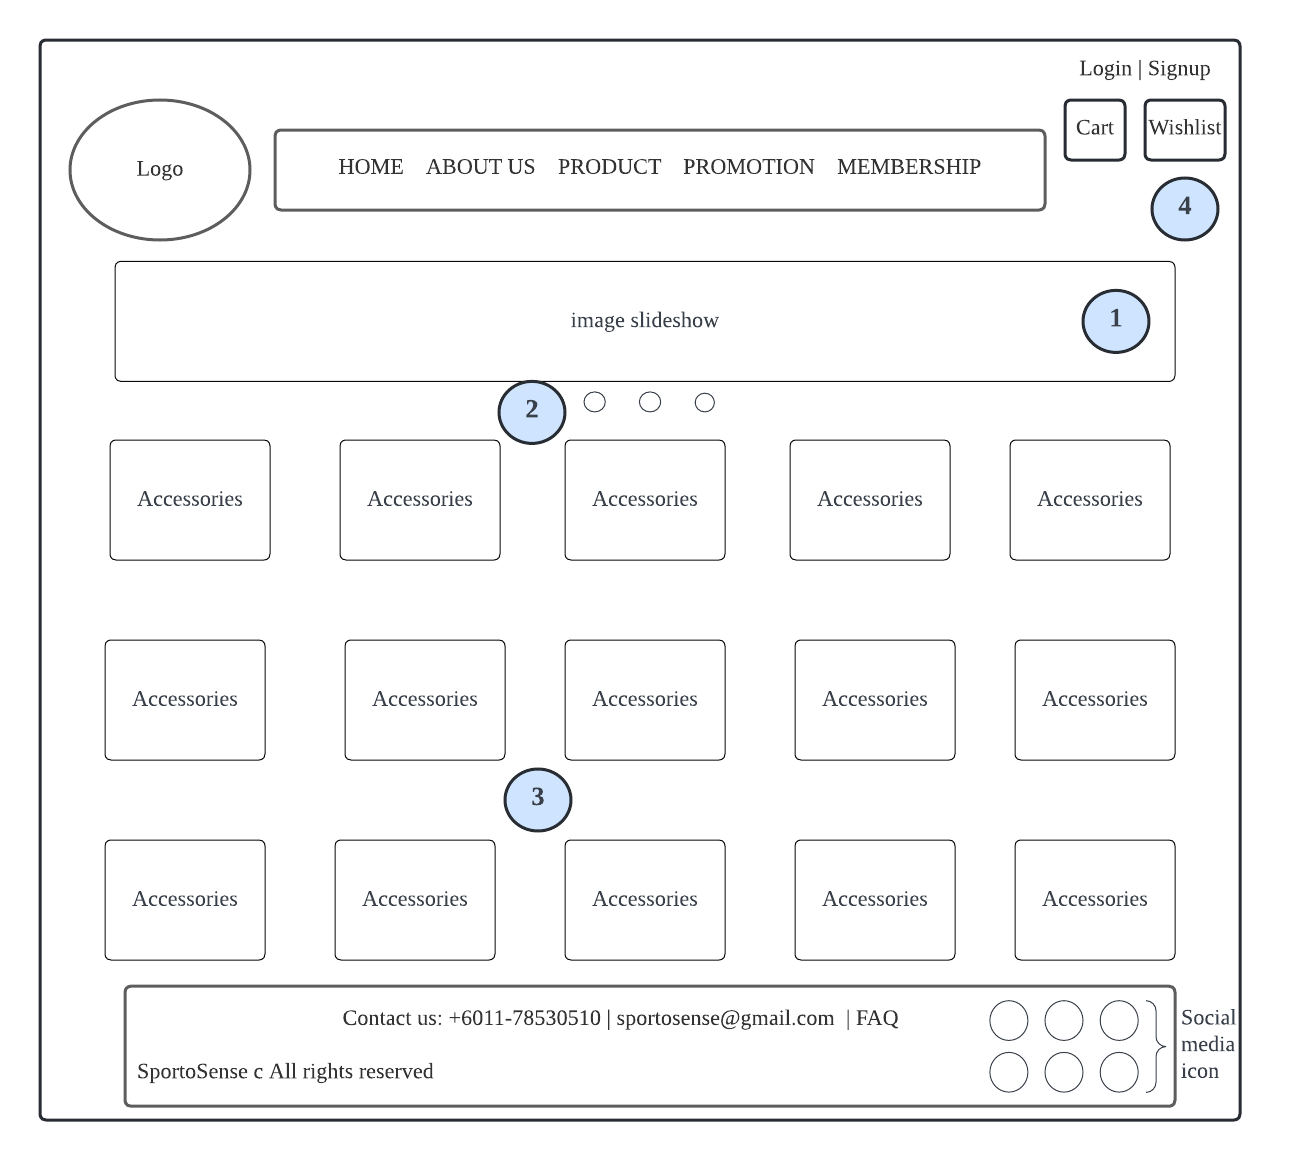 Login | Signup
Logo
HOME    ABOUT US    PRODUCT    PROMOTION    MEMBERSHIP
Cart
Wishlist
4
image slideshow
1
2
Accessories
Accessories
Accessories
Accessories
Accessories
Accessories
Accessories
Accessories
Accessories
Accessories
3
Accessories
Accessories
Accessories
Accessories
Accessories
Contact us: +6011-78530510 | sportosense@gmail.com  | FAQ
SportoSense c All rights reserved
Social
media
icon